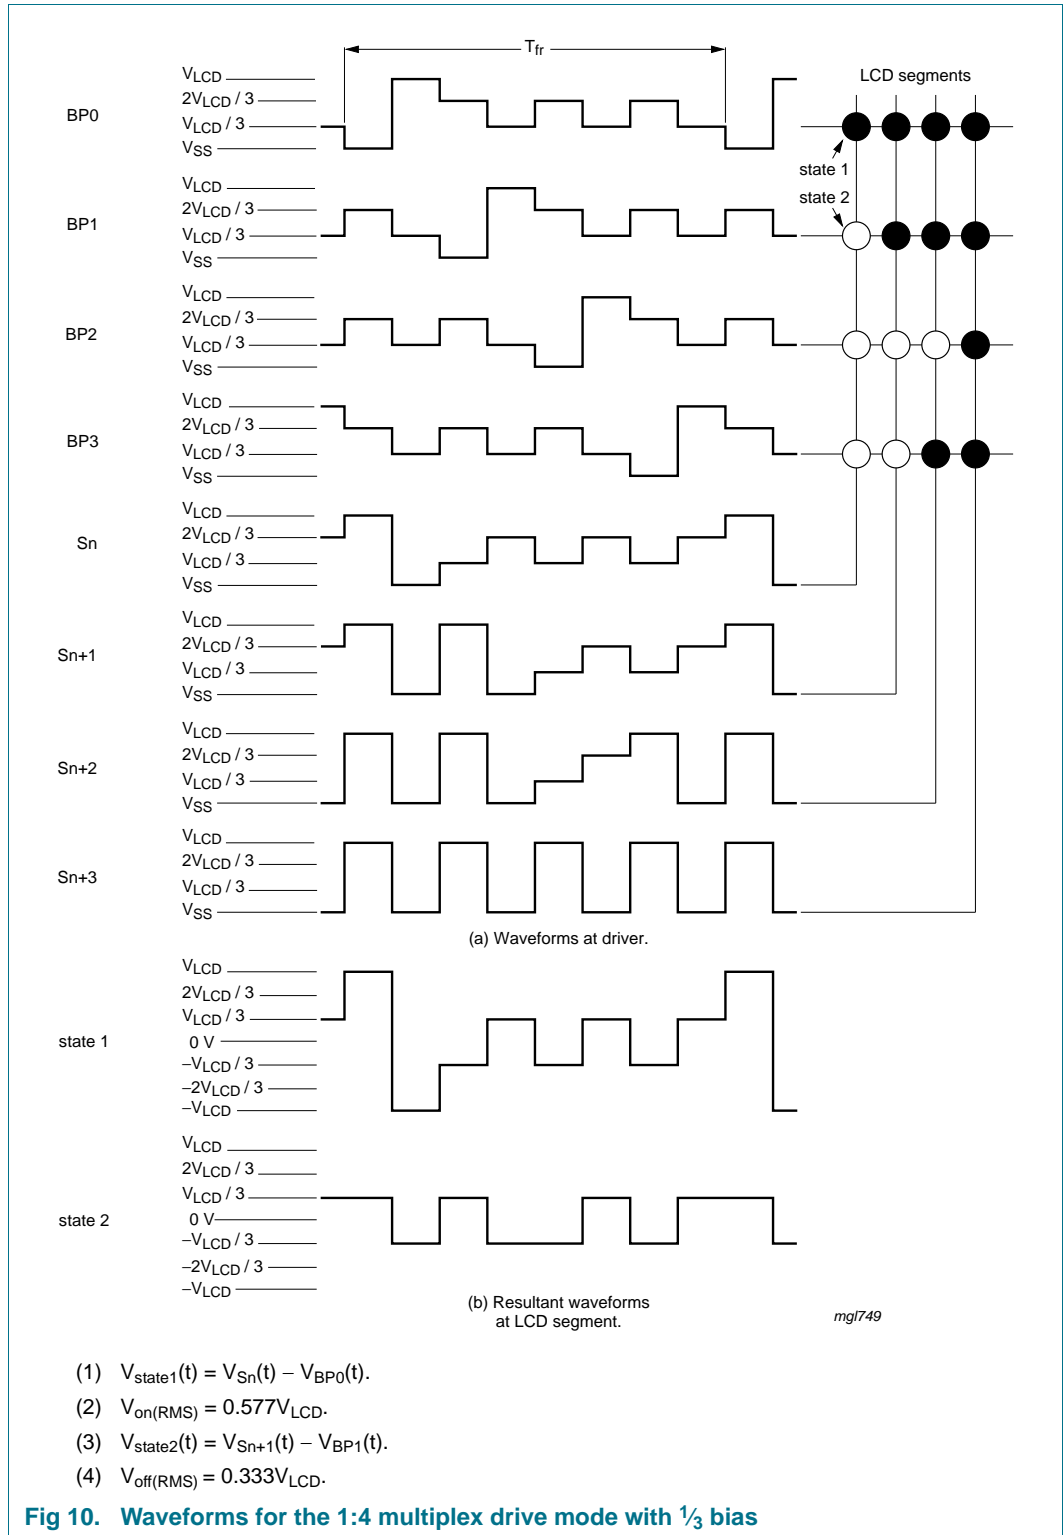 Tfr
VLCD
2VLCD / 3
BP0
VLCD / 3
VSS
LCD segments
state 1
state 2
VLCD
2VLCD / 3
BP1
VLCD / 3
VSS
VLCD
2VLCD / 3
BP2
VLCD / 3
VSS
VLCD
2VLCD / 3
BP3
VLCD / 3
VSS
VLCD
2VLCD / 3
Sn
VLCD / 3
VSS
VLCD
2VLCD / 3
Sn+1
VLCD / 3
VSS
VLCD
2VLCD / 3
Sn+2
VLCD / 3
VSS
VLCD
2VLCD / 3
Sn+3
VLCD / 3
VSS
(a) Waveforms at driver.
VLCD
2VLCD / 3
VLCD / 3
state 1
0 V
−VLCD / 3
−2VLCD / 3
−VLCD
VLCD
2VLCD / 3
VLCD / 3
state 2
0 V
−VLCD / 3
−2VLCD / 3
−VLCD
(b) Resultant waveforms
at LCD segment.
mgl749
(1) Vstate1(t) = VSn(t) − VBP0(t).
(2) Von(RMS) = 0.577VLCD.
(3) Vstate2(t) = VSn+1(t) − VBP1(t).
(4) Voff(RMS) = 0.333VLCD.
Fig 10. Waveforms for the 1:4 multiplex drive mode with 1⁄3 bias